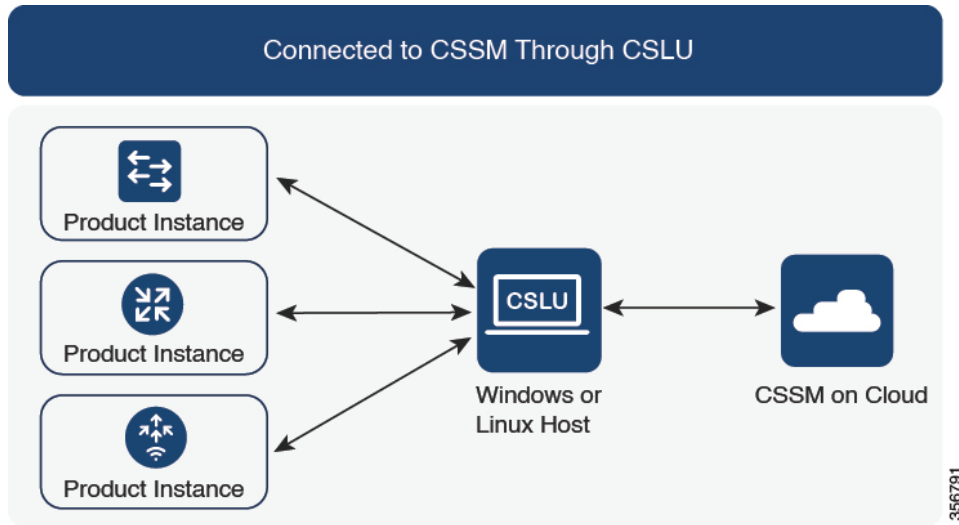 Connected to CSSM Through CSLU
Product Instance
Product Instance
Product Instance
CSLU
Windows or
Linux Host
CSSM on Cloud
356791